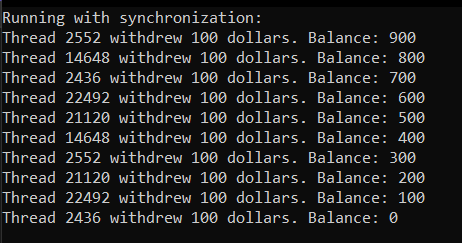 Running with synchronization:
Thread 2552 withdrew 100 dollars. Balance: 900
Thread 14648 withdrew 100 dollars. Balance: 800
Thread 2436 withdrew 100 dollars. Balance: 700
Thread 22492 withdrew 100 dollars. Balance: 600
Thread 21120 withdrew 100 dollars. Balance: 500
Thread 14648 withdrew 100 dollars. Balance: 400
Thread 2552 withdrew 100 dollars. Balance: 300
Thread 21120 withdrew 100 dollars. Balance: 200
Thread 22492 withdrew 100 dollars. Balance: 100
Thread 2436 withdrew 100 dollars. Balance: 0